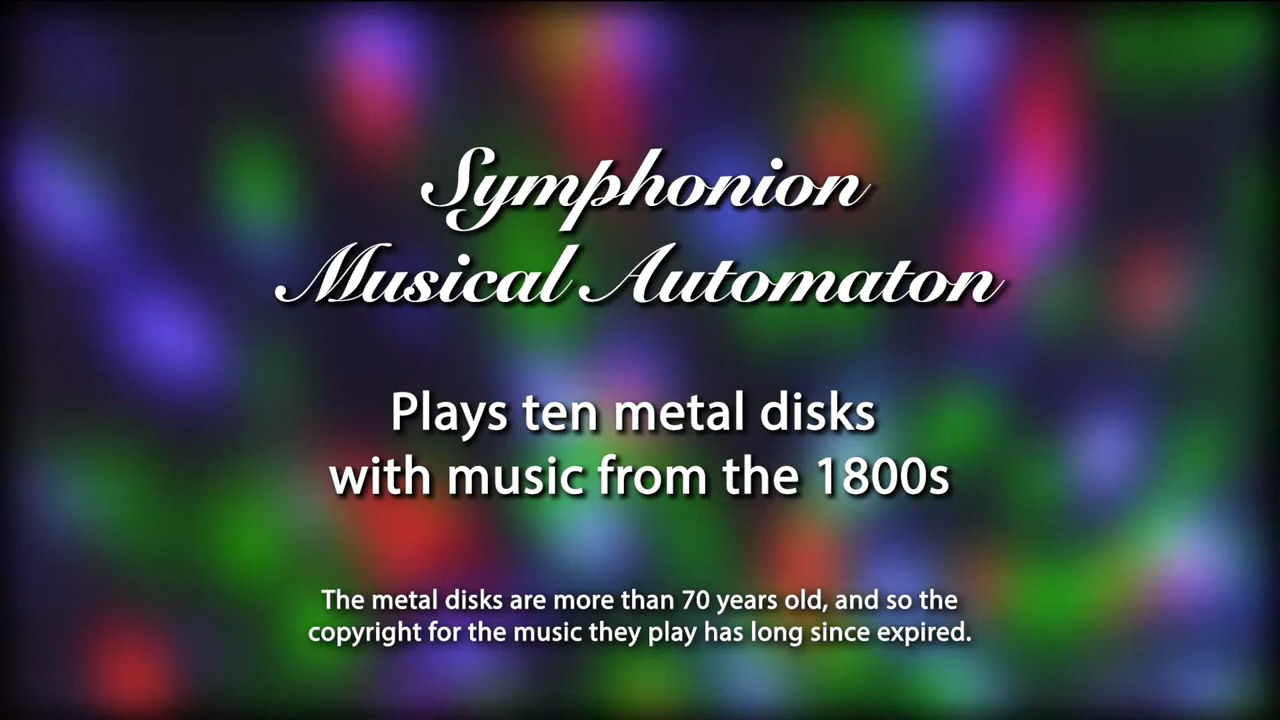 Symphonion
Musical Automaton
Plays ten metal disks
with music from the 1800s
The metal disks are more than 70 years old, and so the
copyright for the music they play has long since expired.